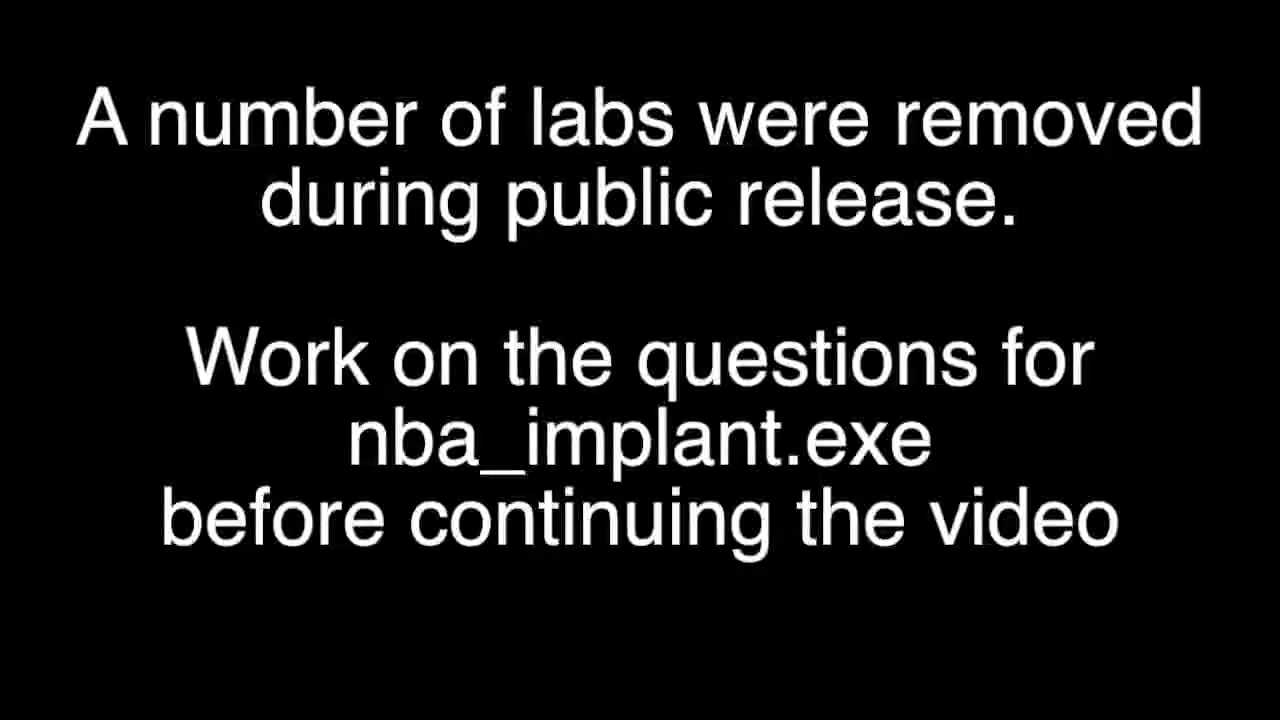 A number of labs were removed
during public release.
Work on the questions for
nba_implant.exe
before continuing the video